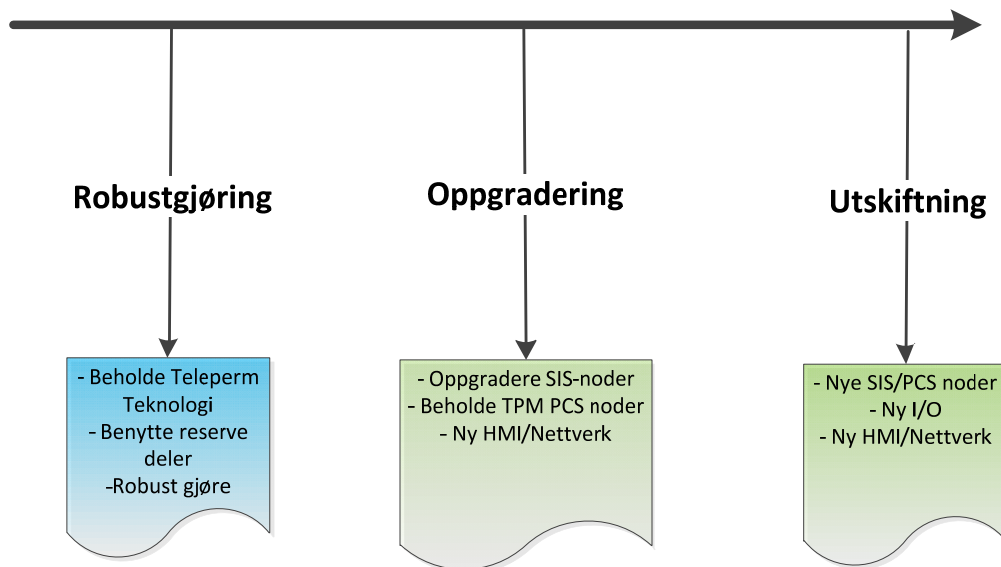 Robustgjøring
Oppgradering
Utskiftning
- Beholde Teleperm
Teknologi
- Benytte reserve
deler
-Robust gjøre
- Oppgradere SIS-noder
- Beholde TPM PCS noder
- Ny HMI/Nettverk
- Nye SIS/PCS noder
- Ny I/O
- Ny HMI/Nettverk